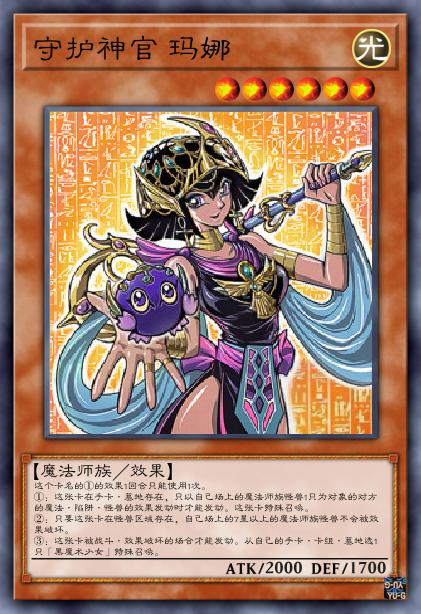 守护神官 玛娜
光
【魔法师族／效果】
这个卡名的①的效果1回合只能使用1次。
①：这张卡在手卡·墓地存在，只以自己场上的魔法师族怪兽1只为对象的对方
的魔法·陷阱·怪兽的效果发动时才能发动。这张卡特殊召唤。
②：只要这张卡在怪兽区域存在，自己场上的7星以上的魔法师族怪兽不会被效
果破坏。
③：这张卡被战斗·效果破坏的场合才能发动。从自己的手卡·卡组·墓地选1
只「黑魔术少女」特殊召唤。
ATK/2000 DEF/1700